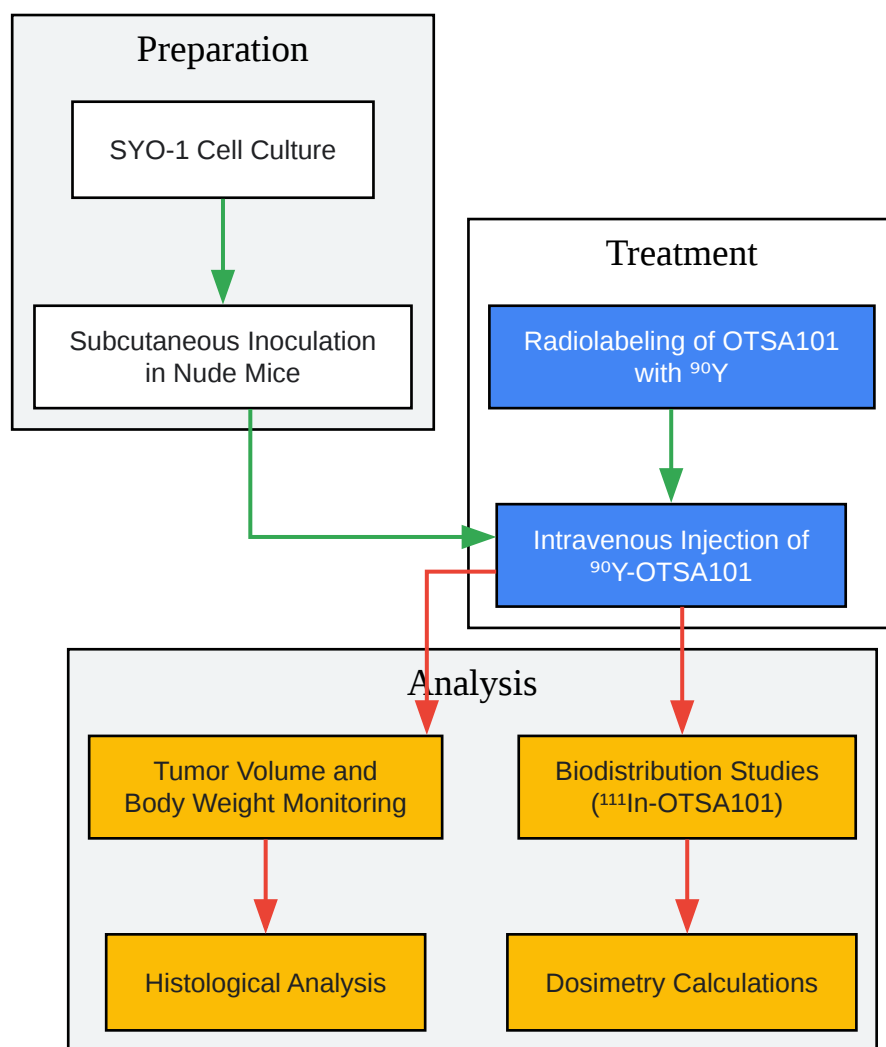 Preparation
SYO-1 Cell Culture
Subcutaneous Inoculation
in Nude Mice
Treatment
Radiolabeling of OTSA101
with ⁹⁰Y
Intravenous Injection of
⁹⁰Y-OTSA101
Analysis
Tumor Volume and
Body Weight Monitoring
Biodistribution Studies
(¹¹¹In-OTSA101)
Histological Analysis
Dosimetry Calculations